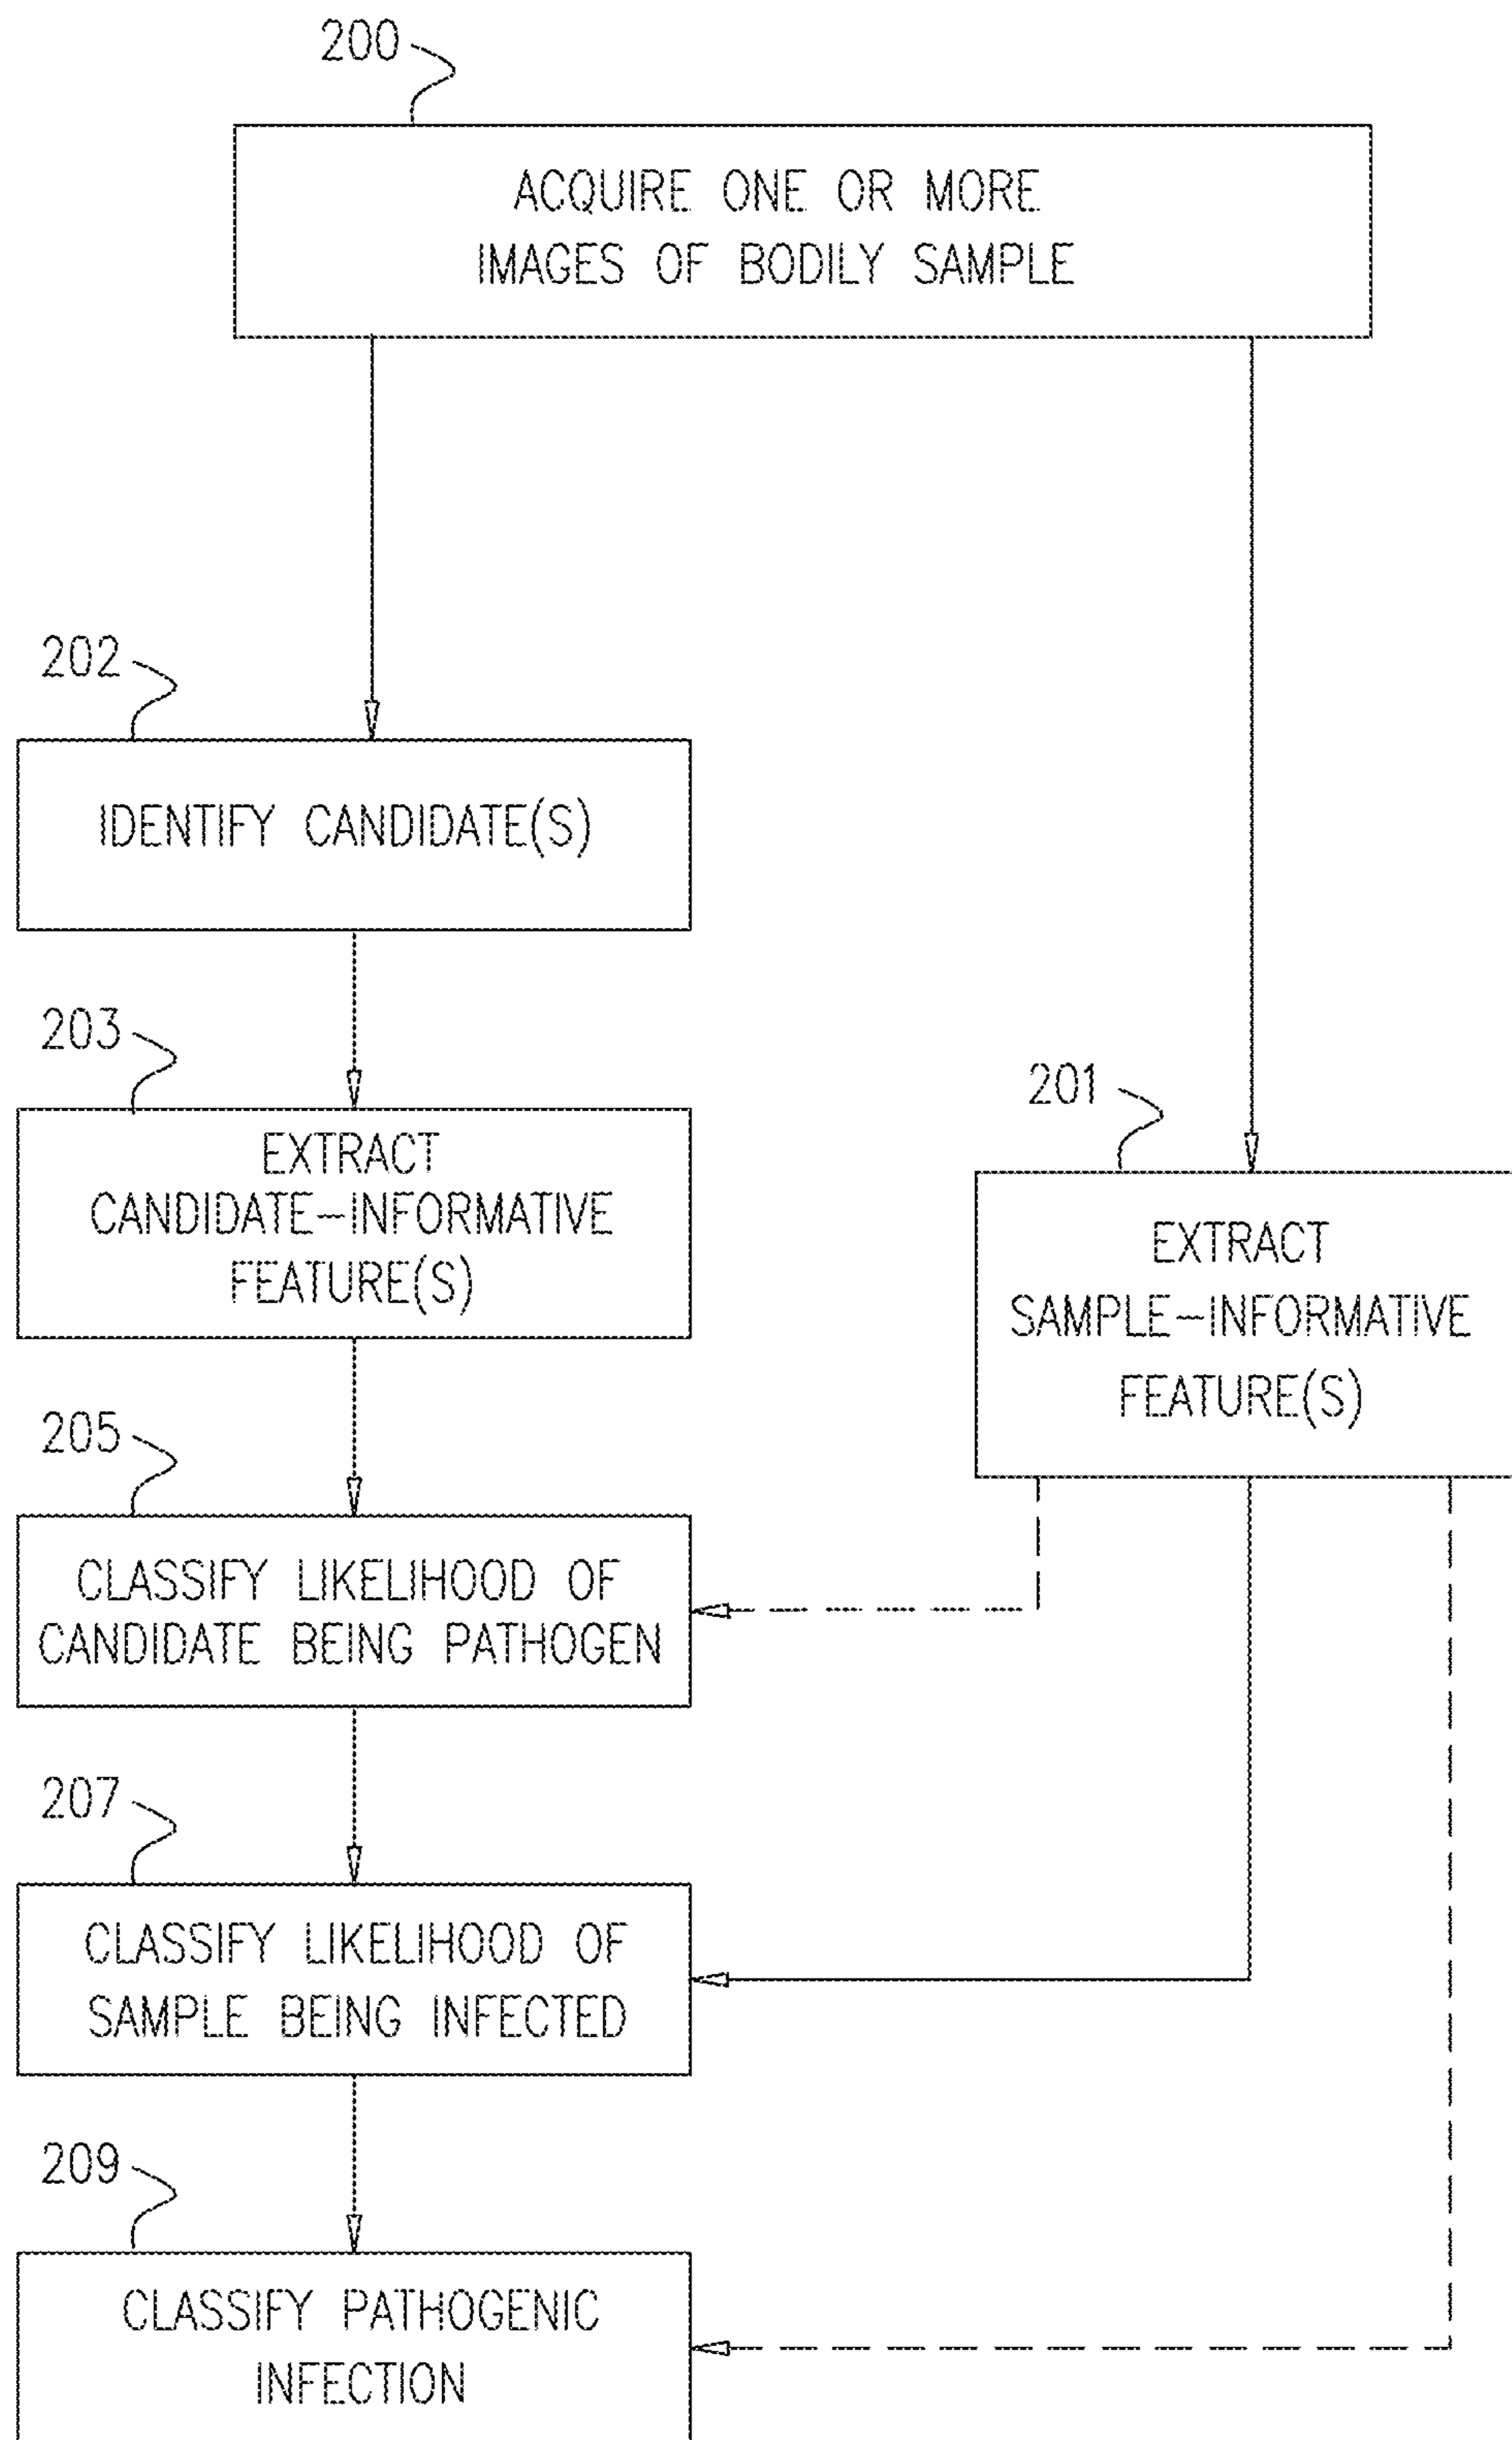 200
ACQUIRE ONE OR MORE
IMAGES OF BODILY SAMPLE
202
IDENTIFY CANDIDATE(S)
203
EXTRACT
CANDIDATE-INFORMATIVE
FEATURE(S)
201
EXTRACT
SAMPLE-INFORMATIVE
FEATURE(S)
205
CLASSIFY LIKELIHOOD OF
CANDIDATE BEING PATHOGEN
207
CLASSIFY LIKELIHOOD OF
SAMPLE BEING INFECTED
209
CLASSIFY PATHOGENIC
INFECTION